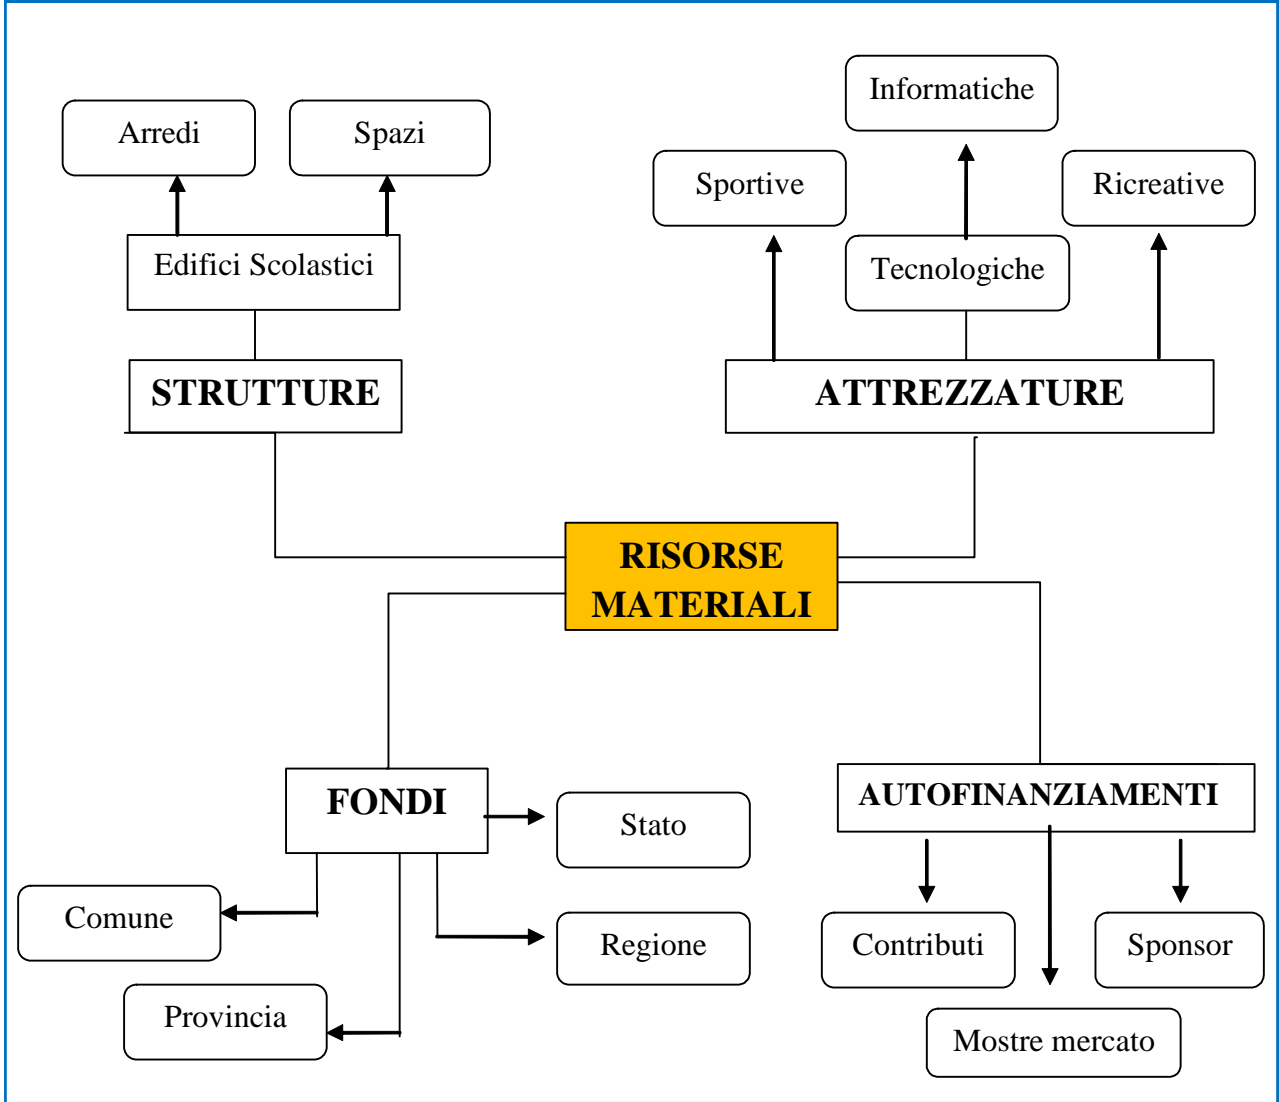 Informatiche
Arredi
Spazi
Sportive
Ricreative
Edifici Scolastici
Tecnologiche
STRUTTURE
ATTREZZATURE
RISORSE
MATERIALI
FONDI
AUTOFINANZIAMENTI
Stato
Comune
Regione
Contributi
Sponsor
Provincia
Mostre mercato